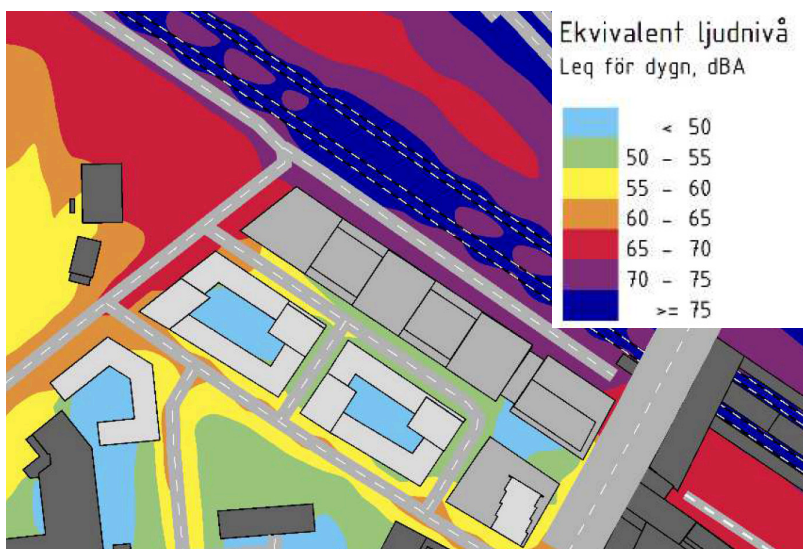 Ekvivalent ljudnivå
Leq för dygn, dBA
< 50
50 – 55
55 – 60
60 – 65
65 – 70
70 – 75
>= 75